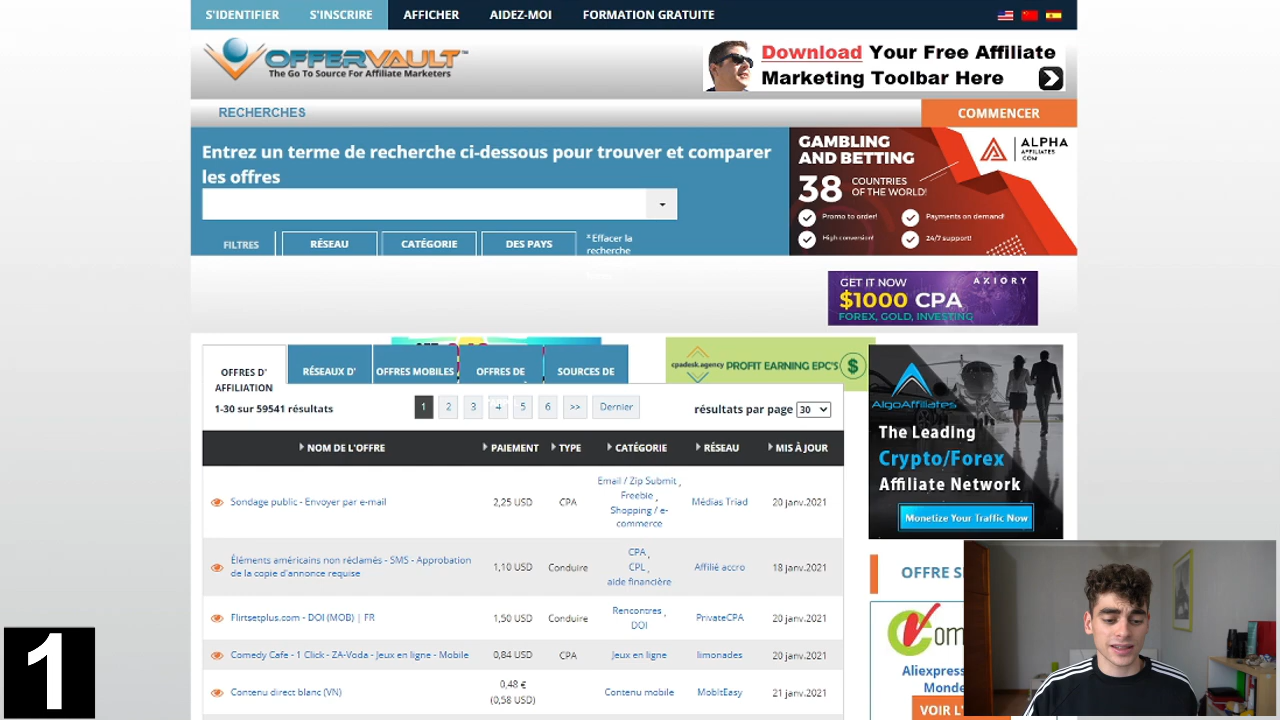 S'IDENTIFIER
S'INSCRIRE
AFFICHER
AIDEZ-MOI
FORMATION GRATUITE
OFFERVAULT™
The Go To Source For Affiliate Marketers
Download Your Free Affiliate
Marketing Toolbar Here
RECHERCHES
COMMENCER
Entrez un terme de recherche ci-dessous pour trouver et comparer
les offres
FILTRES
RÉSEAU
CATÉGORIE
DES PAYS
*Effacer la
recherche
GAMBLING
AND BETTING
38
COUNTRIES
OF THE WORLD!
Promo to order!
Payments on demand!
High conversion!
24/7 support!
ALPHA
AFFILIATES
.COM
GET IT NOW
AXIORY
$1000 CPA
FOREX, GOLD, INVESTING
OFFRES D'
AFFILIATION
RÉSEAUX D'
OFFRES MOBILES
OFFRES DE
SOURCES DE
cpadesk.agency PROFIT EARNING EPC'S $
1-30 sur 59541 résultats
1 2 3 4 5 6 >> Dernier
résultats par page 30
NOM DE L'OFFRE
PAIEMENT
TYPE
CATÉGORIE
RÉSEAU
MIS À JOUR
Sondage public - Envoyer par e-mail
2,25 USD
CPA
Email / Zip Submit ,
Freebie ,
Shopping / e-
commerce
Médias Triad
20 janv.2021
Éléments américains non réclamés - SMS - Approbation
de la copie d'annonce requise
1,10 USD
Conduire
CPA ,
CPL ,
aide financière
Affilié accro
18 janv.2021
Flirtsetplus.com - DOI (MOB) | FR
1,50 USD
Conduire
Rencontres ,
DOI
PrivateCPA
20 janv.2021
Comedy Cafe - 1 Click - ZA-Voda - Jeux en ligne - Mobile
0,84 USD
CPA
Jeux en ligne
limonades
20 janv.2021
Contenu direct blanc (VN)
0,48 €
(0,58 USD)
Contenu mobile
MobitEasy
21 janv.2021
AlgoAffiliates
The Leading
Crypto/Forex
Affiliate Network
Monetize Your Traffic Now
OFFRE S
Com
Aliexpress
Monde
VOIR L'
1